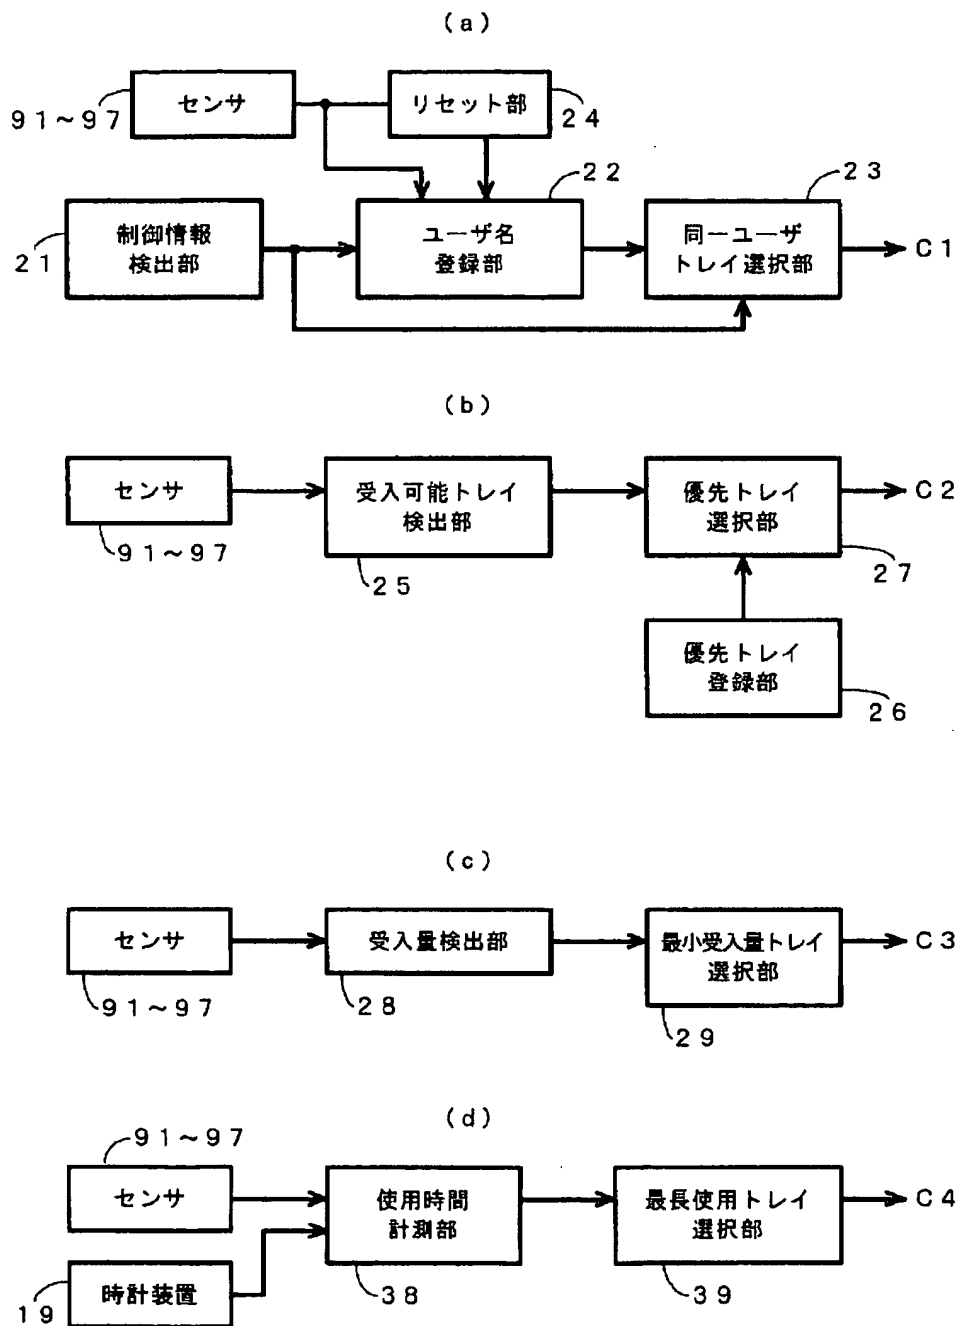 (a)
センサ
リセット部
91~97
24
22
23
制御情報
検出部
ユーザ名
登録部
同一ユーザ
トレイ選択部
C1
21
(b)
センサ
受入可能トレイ
検出部
優先トレイ
選択部
C2
91~97
25
27
優先トレイ
登録部
26
(c)
センサ
受入量検出部
最小受入量トレイ
選択部
C3
91~97
28
29
(d)
91~97
センサ
使用時間
計測部
最長使用トレイ
選択部
C4
時計装置
19
38
39